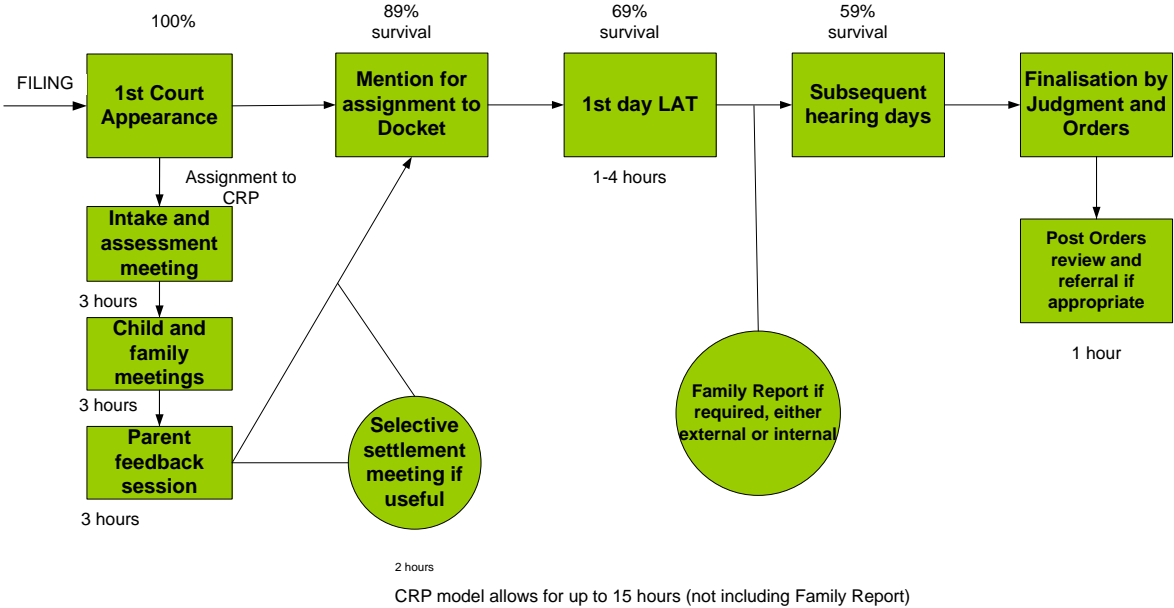 100%
89%
survival
69%
survival
59%
survival
FILING
1st Court
Appearance
Mention for
assignment to
Docket
1st day LAT
Subsequent
hearing days
Finalisation by
Judgment and
Orders
Assignment to
CRP
1-4 hours
Intake and
assessment
meeting
3 hours
Child and
family
meetings
3 hours
Parent
feedback
session
3 hours
Selective
settlement
meeting if
useful
2 hours
Family Report if
required, either
external or internal
Post Orders
review and
referral if
appropriate
1 hour
CRP model allows for up to 15 hours (not including Family Report)